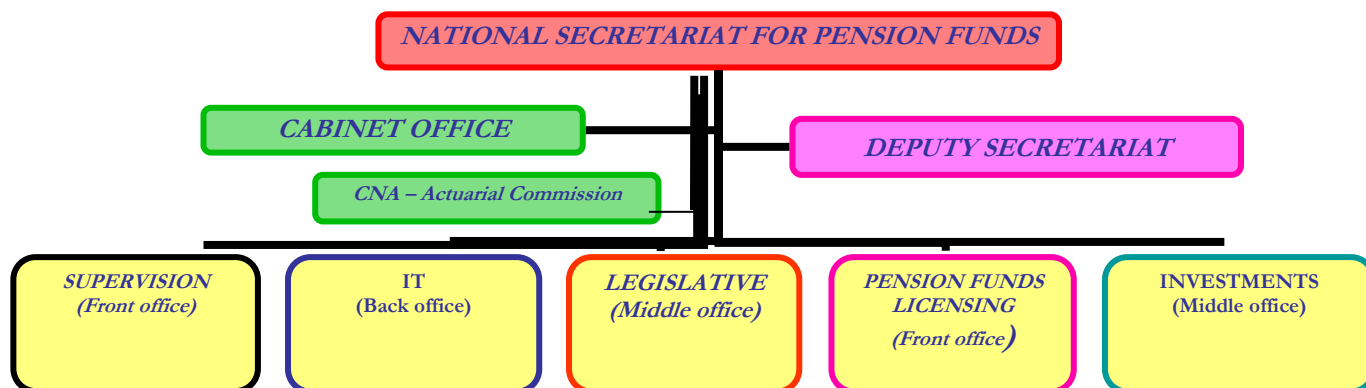 NATIONAL SECRETARIAT FOR PENSION FUNDS
CABINET OFFICE
DEPUTY SECRETARIAT
CNA – Actuarial Commission
SUPERVISION
(Front office)
IT
(Back office)
LEGISLATIVE
(Middle office)
PENSION FUNDS
LICENSING
(Front office)
INVESTMENTS
(Middle office)